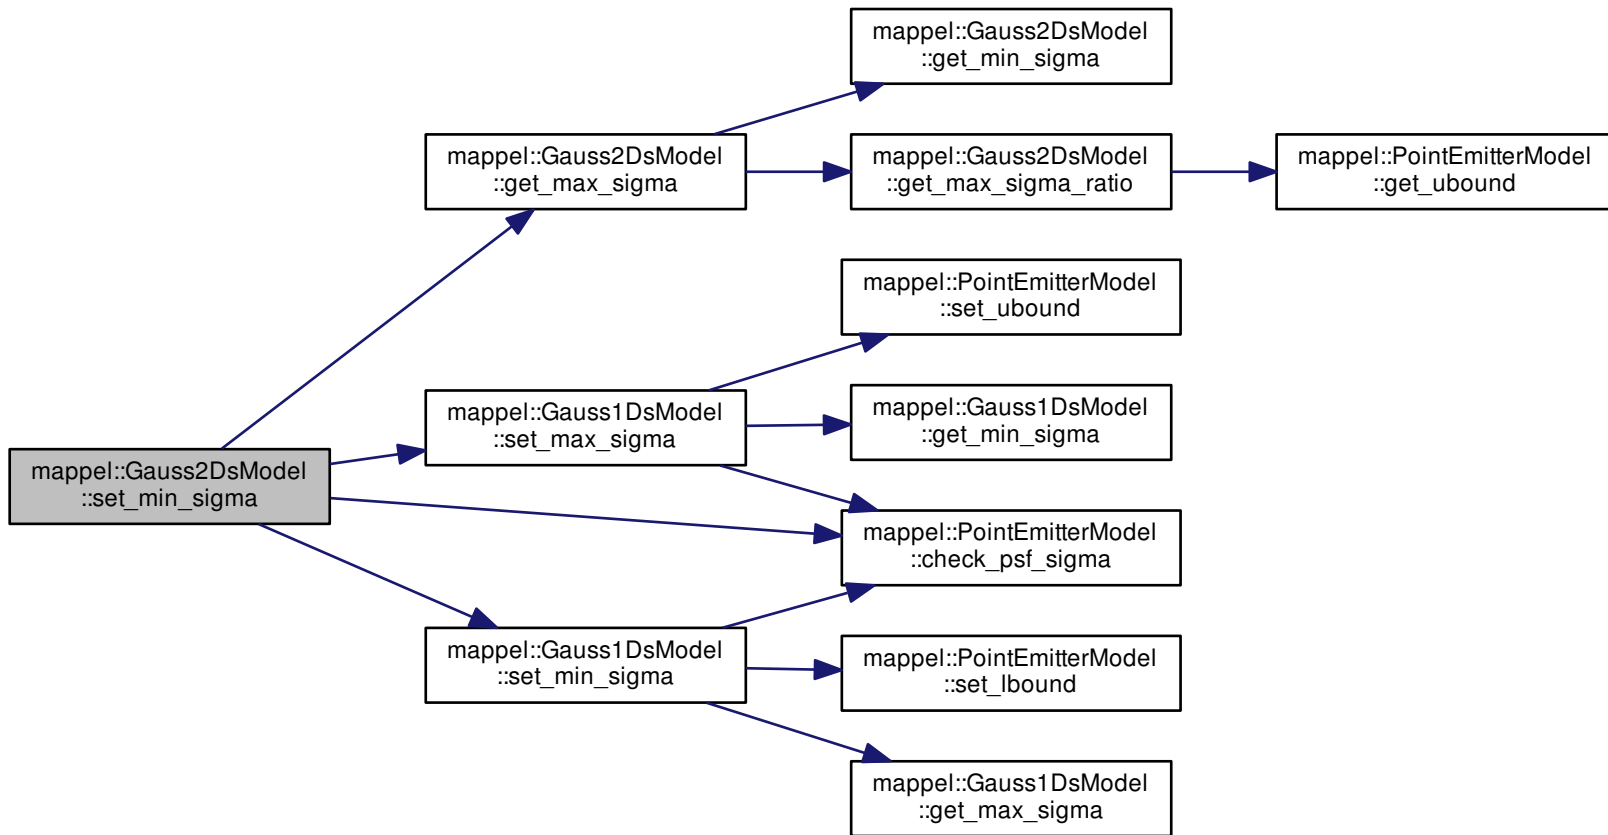 mappel::Gauss2DsModel
::get_min_sigma
mappel::Gauss2DsModel
::get_max_sigma
mappel::Gauss2DsModel
::get_max_sigma_ratio
mappel::PointEmitterModel
::get_ubound
mappel::PointEmitterModel
::set_ubound
mappel::Gauss1DsModel
::set_max_sigma
mappel::Gauss1DsModel
::get_min_sigma
mappel::Gauss2DsModel
::set_min_sigma
mappel::PointEmitterModel
::check_psf_sigma
mappel::Gauss1DsModel
::set_min_sigma
mappel::PointEmitterModel
::set_lbound
mappel::Gauss1DsModel
::get_max_sigma